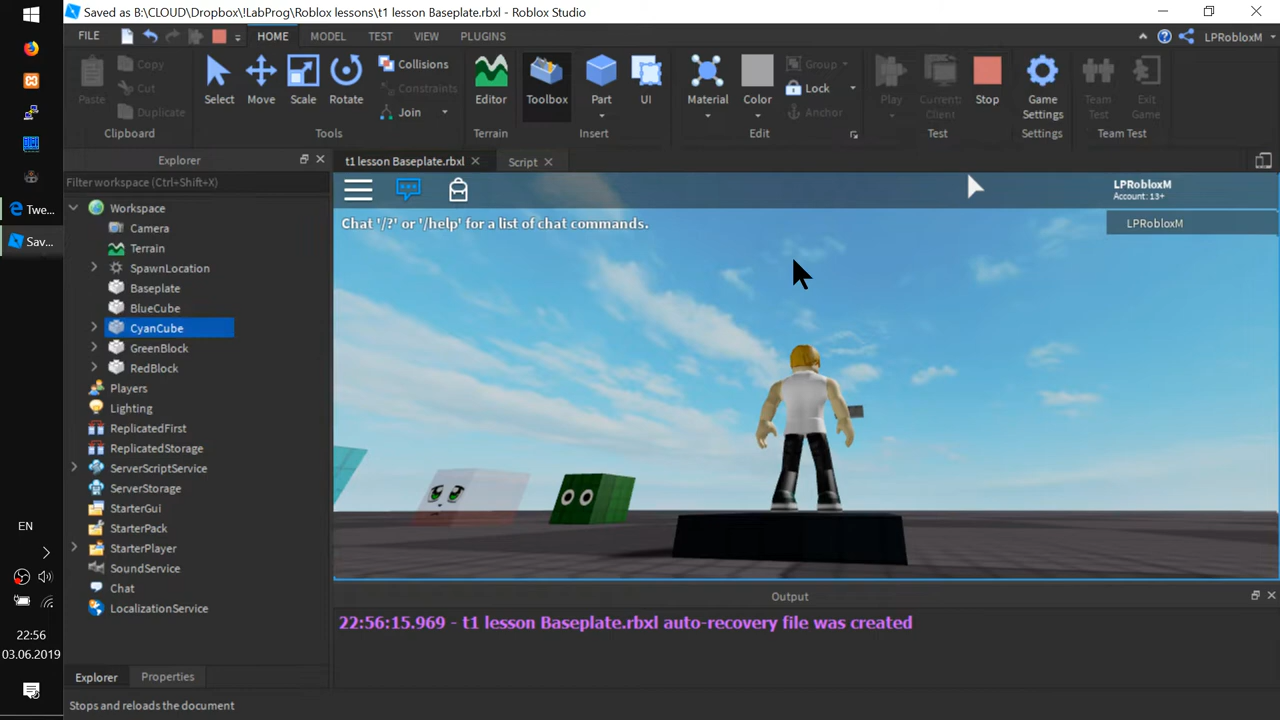 Saved as B:\CLOUD\Dropbox\!LabProg\Roblox lessons\t1 lesson Baseplate.rbxl - Roblox Studio
FILE HOME MODEL TEST VIEW PLUGINS LPRobloxM
Paste Copy Cut Duplicate
Select Move Scale Rotate
Collisions Constraints Join
Editor Toolbox Part UI
Material Color Group Lock Anchor
Play Current: Client Stop
Game Settings
Team Test
Exit Game
Clipboard Tools Terrain Insert Edit Test Settings Team Test
Explorer
t1 lesson Baseplate.rbxl
Script
Filter workspace (Ctrl+Shift+X)
Workspace
Camera
Terrain
SpawnLocation
Baseplate
BlueCube
CyanCube
GreenBlock
RedBlock
Players
Lighting
ReplicatedFirst
ReplicatedStorage
ServerScriptService
ServerStorage
StarterGui
StarterPack
StarterPlayer
SoundService
Chat
LocalizationService
Explorer Properties
Stops and reloads the document
LPRobloxM
Account: 13+
LPRobloxM
Chat '/?' or '/help' for a list of chat commands.
Output
22:56:15.969 - t1 lesson Baseplate.rbxl auto-recovery file was created
Twe...
Sav...
EN
22:56
03.06.2019